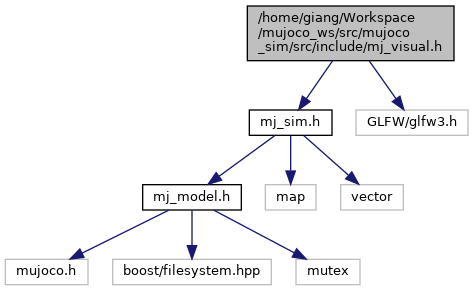 /home/giang/Workspace
/mujoco_ws/src/mujoco
_sim/src/include/mj_visual.h
mj_sim.h
GLFW/glfw3.h
mj_model.h
map
vector
mujoco.h
boost/filesystem.hpp
mutex